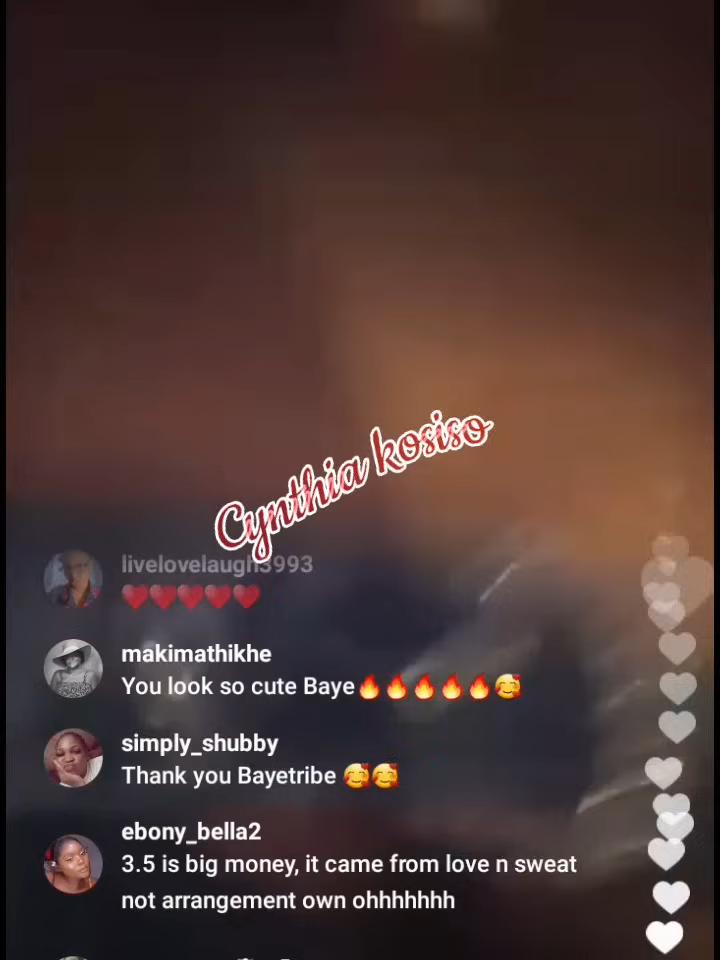 Cynthia kosiso
livelovelaugh3993
❤️❤️❤️❤️❤️
makimathikhe
You look so cute Baye🔥🔥🔥🔥🔥🥰
simply_shubby
Thank you Bayetribe 🥰🥰
ebony_bella2
3.5 is big money, it came from love n sweat
not arrangement own ohhhhhhh